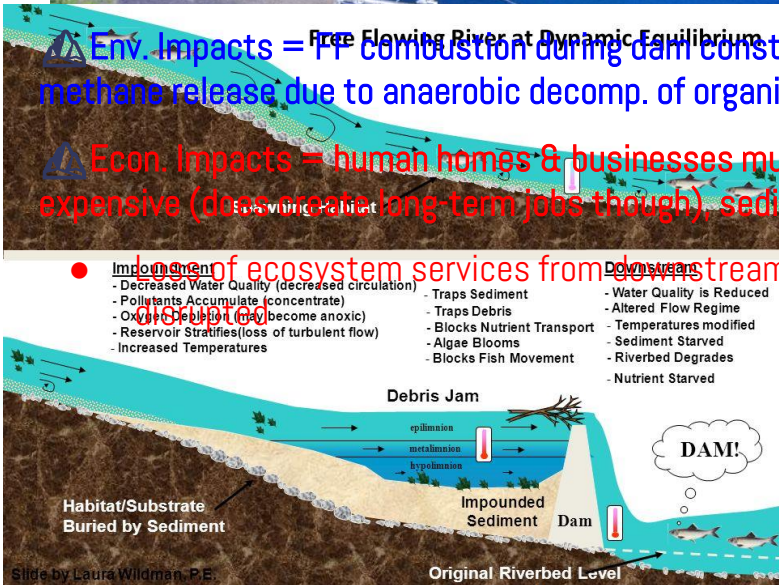 Free Flowing River at Dynamic Equilibrium
Env. Impacts = FF combustion during dam const
methane release due to anaerobic decomp. of organi
Econ. Impacts = human homes & businesses mu
expensive (does create long-term jobs though), sedi
Spawning Habitat
Loss of ecosystem services from downstream
disrupted
Impoundment
- Decreased Water Quality (decreased circulation)
- Pollutants Accumulate (concentrate)
- Oxygen Depletion (may become anoxic)
- Reservoir Stratifies(loss of turbulent flow)
- Increased Temperatures
- Traps Sediment
- Traps Debris
- Blocks Nutrient Transport
- Algae Blooms
- Blocks Fish Movement
Downstream
- Water Quality is Reduced
- Altered Flow Regime
- Temperatures modified
- Sediment Starved
- Riverbed Degrades
- Nutrient Starved
Debris Jam
epilimnion
metalimnion
hypolimnion
DAM!
Habitat/Substrate
Buried by Sediment
Impounded
Sediment
Dam
Slide by Laura Wildman, P.E.
Original Riverbed Level